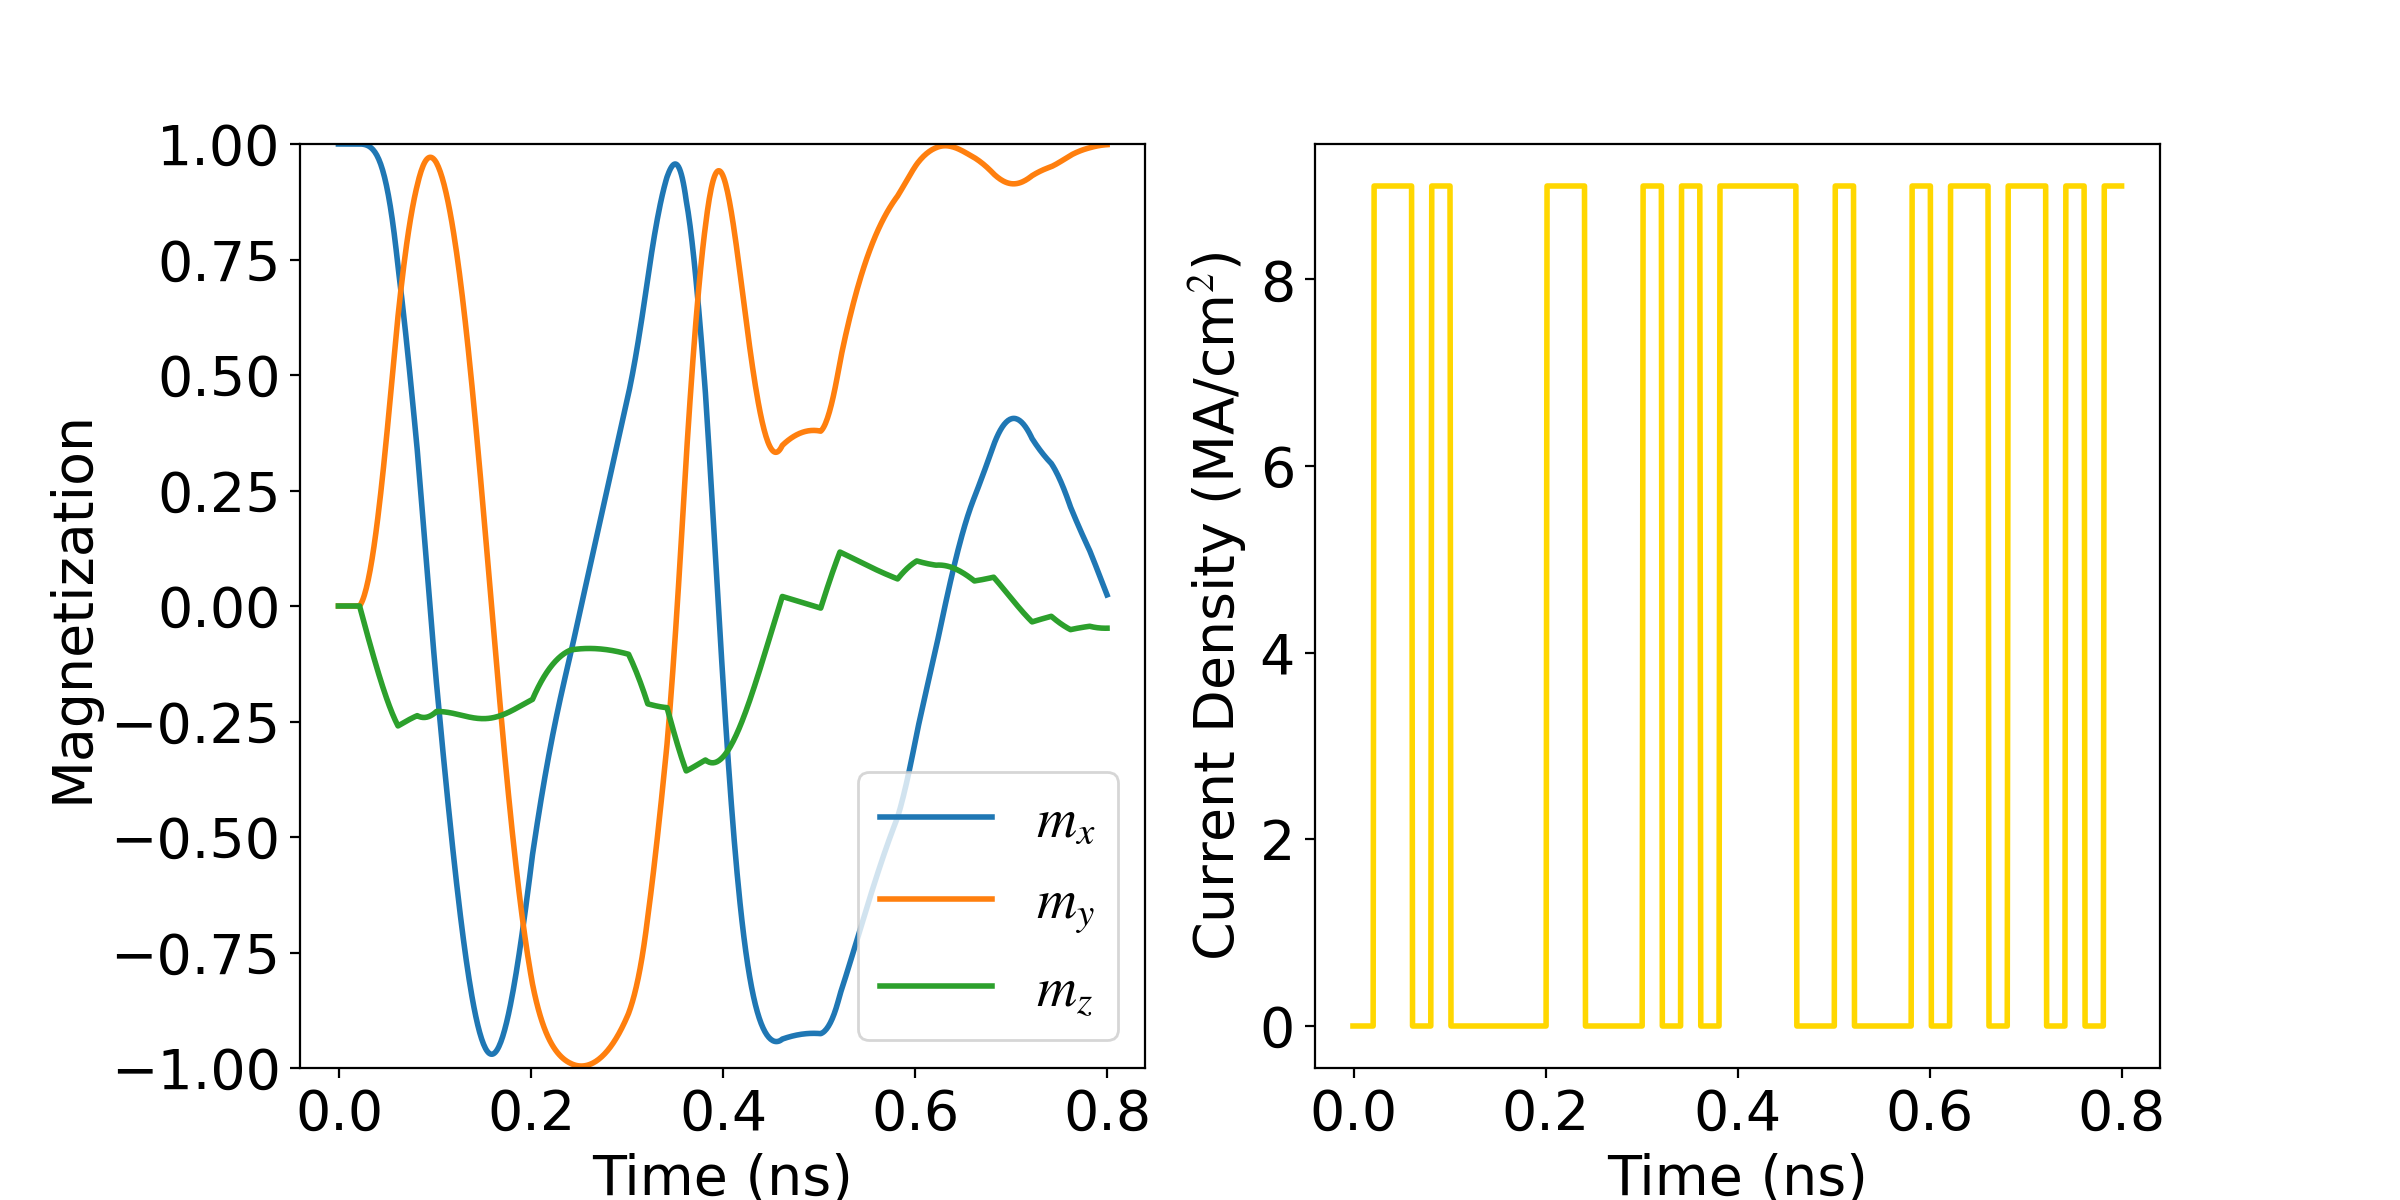 Magnetization
1.00
0.75
0.50
0.25
0.00
−0.25
−0.50
−0.75
−1.00
0.0 0.2 0.4 0.6 0.8
Time (ns)
m_x
m_y
m_z
Current Density (MA/cm²)
8
6
4
2
0
0.0 0.2 0.4 0.6 0.8
Time (ns)